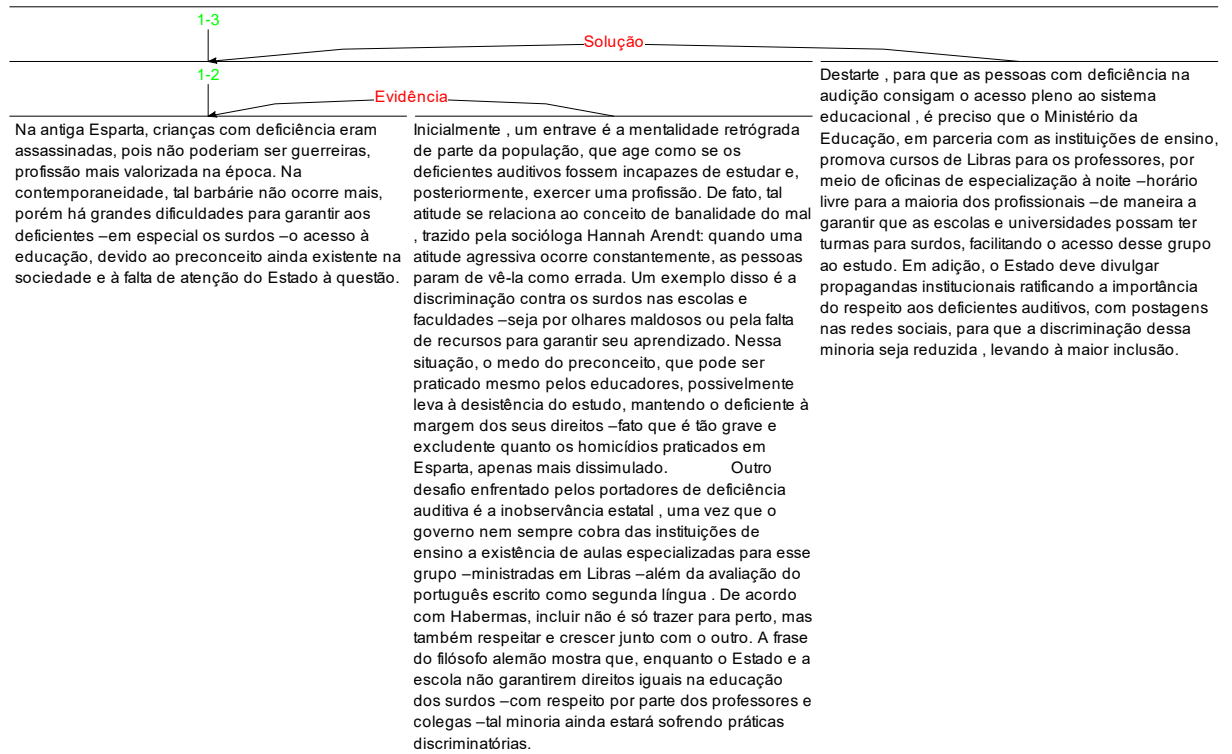 1-3
Solução
1-2
Evidência
Na antiga Esparta, crianças com deficiência eram
assassinadas, pois não poderiam ser guerreiras,
profissão mais valorizada na época. Na
contemporaneidade, tal barbárie não ocorre mais,
porém há grandes dificuldades para garantir aos
deficientes –em especial os surdos –o acesso à
educação, devido ao preconceito ainda existente na
sociedade e à falta de atenção do Estado à questão.
Inicialmente , um entrave é a mentalidade retrógrada
de parte da população, que age como se os
deficientes auditivos fossem incapazes de estudar e,
posteriormente, exercer uma profissão. De fato, tal
atitude se relaciona ao conceito de banalidade do mal
, trazido pela socióloga Hannah Arendt: quando uma
atitude agressiva ocorre constantemente, as pessoas
param de vê-la como errada. Um exemplo disso é a
discriminação contra os surdos nas escolas e
faculdades –seja por olhares maldosos ou pela falta
de recursos para garantir seu aprendizado. Nessa
situação, o medo do preconceito, que pode ser
praticado mesmo pelos educadores, possivelmente
leva à desistência do estudo, mantendo o deficiente à
margem dos seus direitos –fato que é tão grave e
excludente quanto os homicídios praticados em
Esparta, apenas mais dissimulado. Outro
desafio enfrentado pelos portadores de deficiência
auditiva é a inobservância estatal , uma vez que o
governo nem sempre cobra das instituições de
ensino a existência de aulas especializadas para esse
grupo –ministradas em Libras –além da avaliação do
português escrito como segunda língua . De acordo
com Habermas, incluir não é só trazer para perto, mas
também respeitar e crescer junto com o outro. A frase
do filósofo alemão mostra que, enquanto o Estado e a
escola não garantirem direitos iguais na educação
dos surdos –com respeito por parte dos professores e
colegas –tal minoria ainda estará sofrendo práticas
discriminatórias.
Destarte , para que as pessoas com deficiência na
audição consigam o acesso pleno ao sistema
educacional , é preciso que o Ministério da
Educação, em parceria com as instituições de ensino,
promova cursos de Libras para os professores, por
meio de oficinas de especialização à noite –horário
livre para a maioria dos profissionais –de maneira a
garantir que as escolas e universidades possam ter
turmas para surdos, facilitando o acesso desse grupo
ao estudo. Em adição, o Estado deve divulgar
propagandas institucionais ratificando a importância
do respeito aos deficientes auditivos, com postagens
nas redes sociais, para que a discriminação dessa
minoria seja reduzida , levando à maior inclusão.